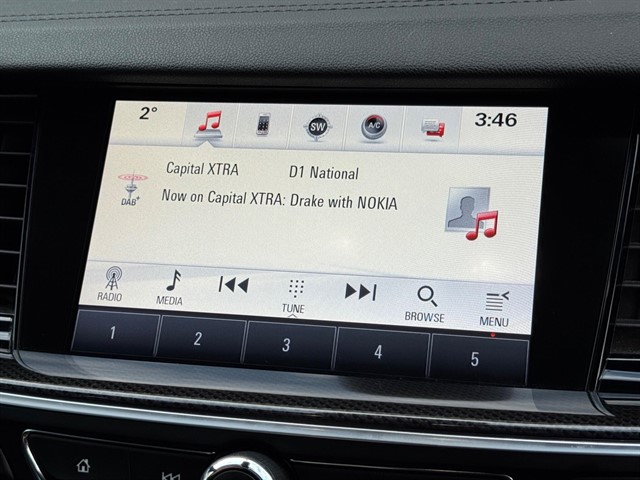 2° SW A/C 3:46
Capital XTRA D1 National
DAB+ Now on Capital XTRA: Drake with NOKIA
RADIO MEDIA TUNE BROWSE MENU
1 2 3 4 5